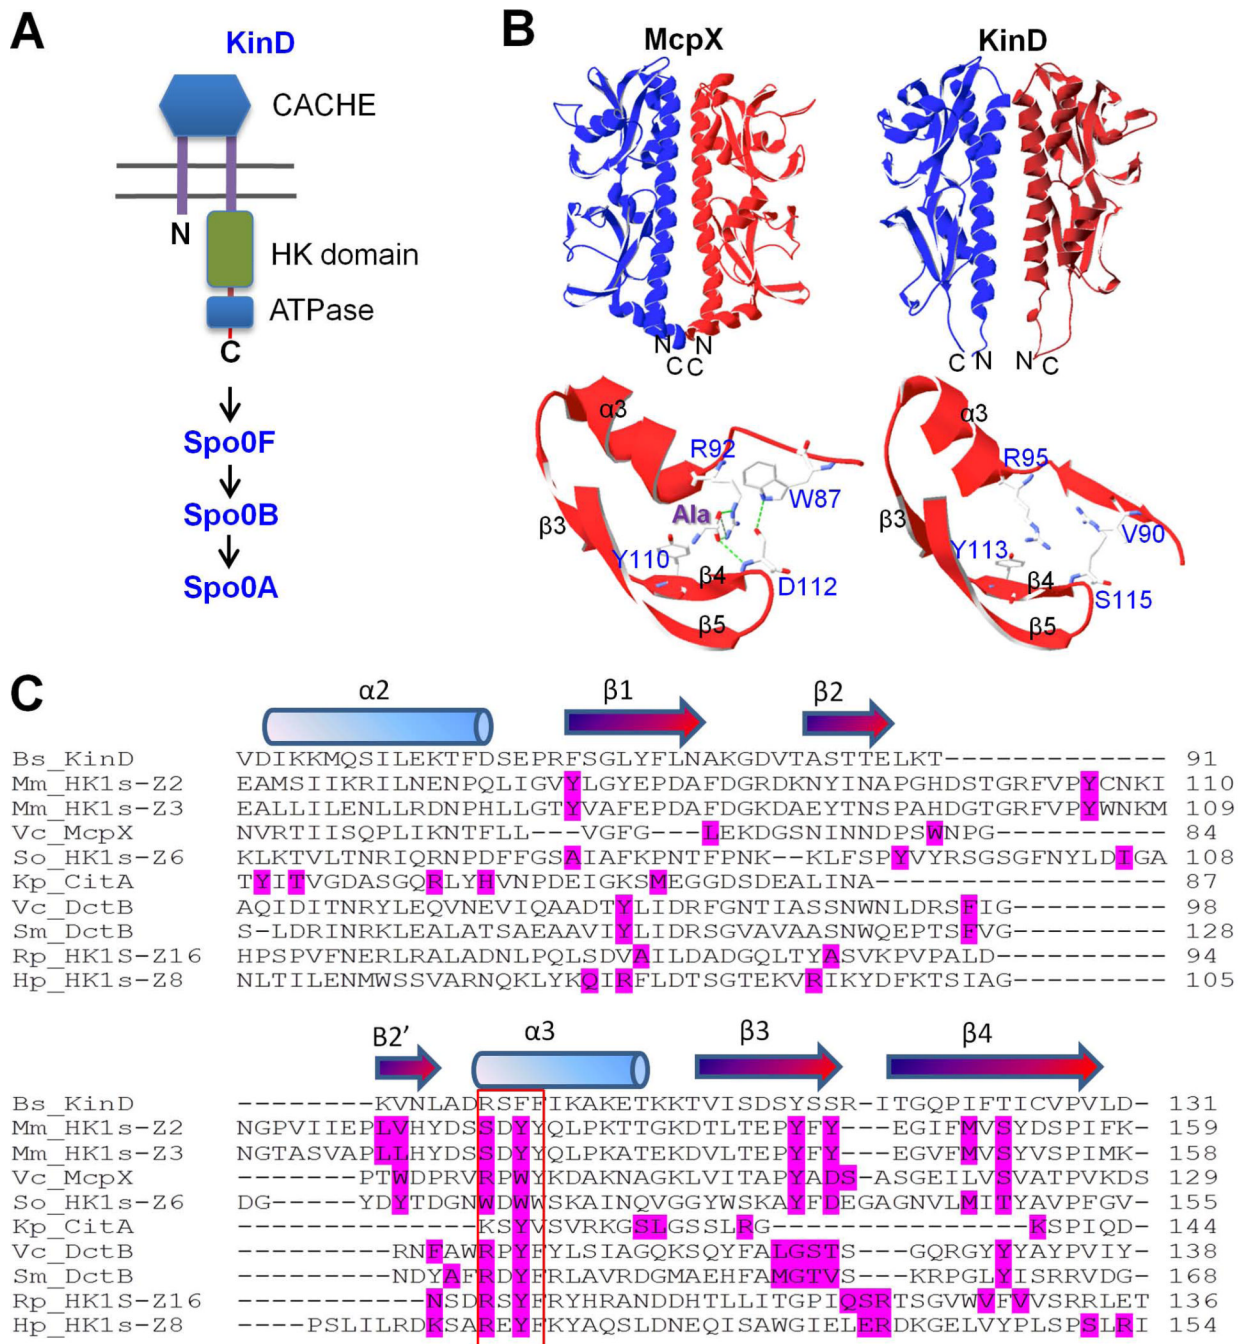 A
KinD
CACHE
N
HK domain
ATPase
C
Spo0F
Spo0B
Spo0A
B
McpX
KinD
N N
C C
C N
N C
α3
R92
W87
Ala
β3
Y110
β4
D112
β5
α3
R95
β3
V90
Y113
β4
S115
β5
C
α2 β1 β2
Bs_KinD VDIKKMQSILEKTFDSEPRFSGLYFLNAKGDVTASTTELKT------------- 91
Mm_HK1s-Z2 EAMSIIKRILNENPQLIGVYLGYEPDAFDGRDKNYINAPGHDSTGRFVPYCNKI 110
Mm_HK1s-Z3 EALLILENLLRDNPHLLGTYVAFEPDAFDGRDAEYTNSPAHDGTGRFVPYWNKM 109
Vc_McpX NVRTIISQPLIKNTFLL---VGFG---LEKDGSNINNDPSWNPG---------- 84
So_HK1s-Z6 KLKTVLTNRIQRNPDFFGSAIAFKPNTFPNK--KLFSPYVYRSGSGFNYLDIGA 108
Kp_CitA TYITVGDASGQRLYHVNPDEIGKSMEGGDSDEALINA----------------- 87
Vc_DctB AQIDITNRYLEQVNEVIQAADTYLIDRFGNTIASSNWNLDRSFIG--------- 98
Sm_DctB S-LDRINRKLEALATSAEAAVIYLIDRSGVAVAASNWQEPTSFVG--------- 128
Rp_HK1S-Z16 HPSPVFNERLRALADNLPQLSDVAILDADGQLTYASVKPVPALD---------- 94
Hp_HK1s-Z8 NLTILENMWSSVARNQKLYKQIRFLDTSGTEKVRIKYDFKTSIAG--------- 105
B2’ α3 β3 β4
Bs_KinD --------KVNLADRSFFIKAKETKKTVISDSYSSR-ITGQPIFTICVPVLD- 131
Mm_HK1s-Z2 NGPVIIEPLVHYDSSDYYQLPKTTGKDTLTEPYFY---EGIFMVSYDSPIFK- 159
Mm_HK1s-Z3 NGTASVAPLLHYDSSDYYQLPKATEKDVLTEPYFY---EGVFMVSYVSPIMK- 158
Vc_McpX -------PTWDPRVRPWYKDAKNAGKLVITAPYADS-ASGEILVSVATPVKDS 129
So_HK1s-Z6 DG-----YDYTDGNWDWWSKAINQVGGYWSKAYFDEGAGNVLMITYAVPFGV- 155
Kp_CitA --------------KSYVSVRKGSLGSSLRG---------------KSPIQD- 144
Vc_DctB ---------RNFAWRPYFYLSIAGQKSQYFALGSTS---GQRGYYYAYPVIY- 138
Sm_DctB ---------NDYAFRDYFRLAVRDGMAEHFAMGTVS---KRPGLYISRRVDG- 168
Rp_HK1S-Z16 -----------NSDRSYFRYHRANDDHTLLITGPIQSRTSGVWVFVVSRRLET 136
Hp_HK1s-Z8 ----PSLILRDKSAREYFKYAQSLDNEQISAWGIELERDKGELVYPLSPSLRI 154